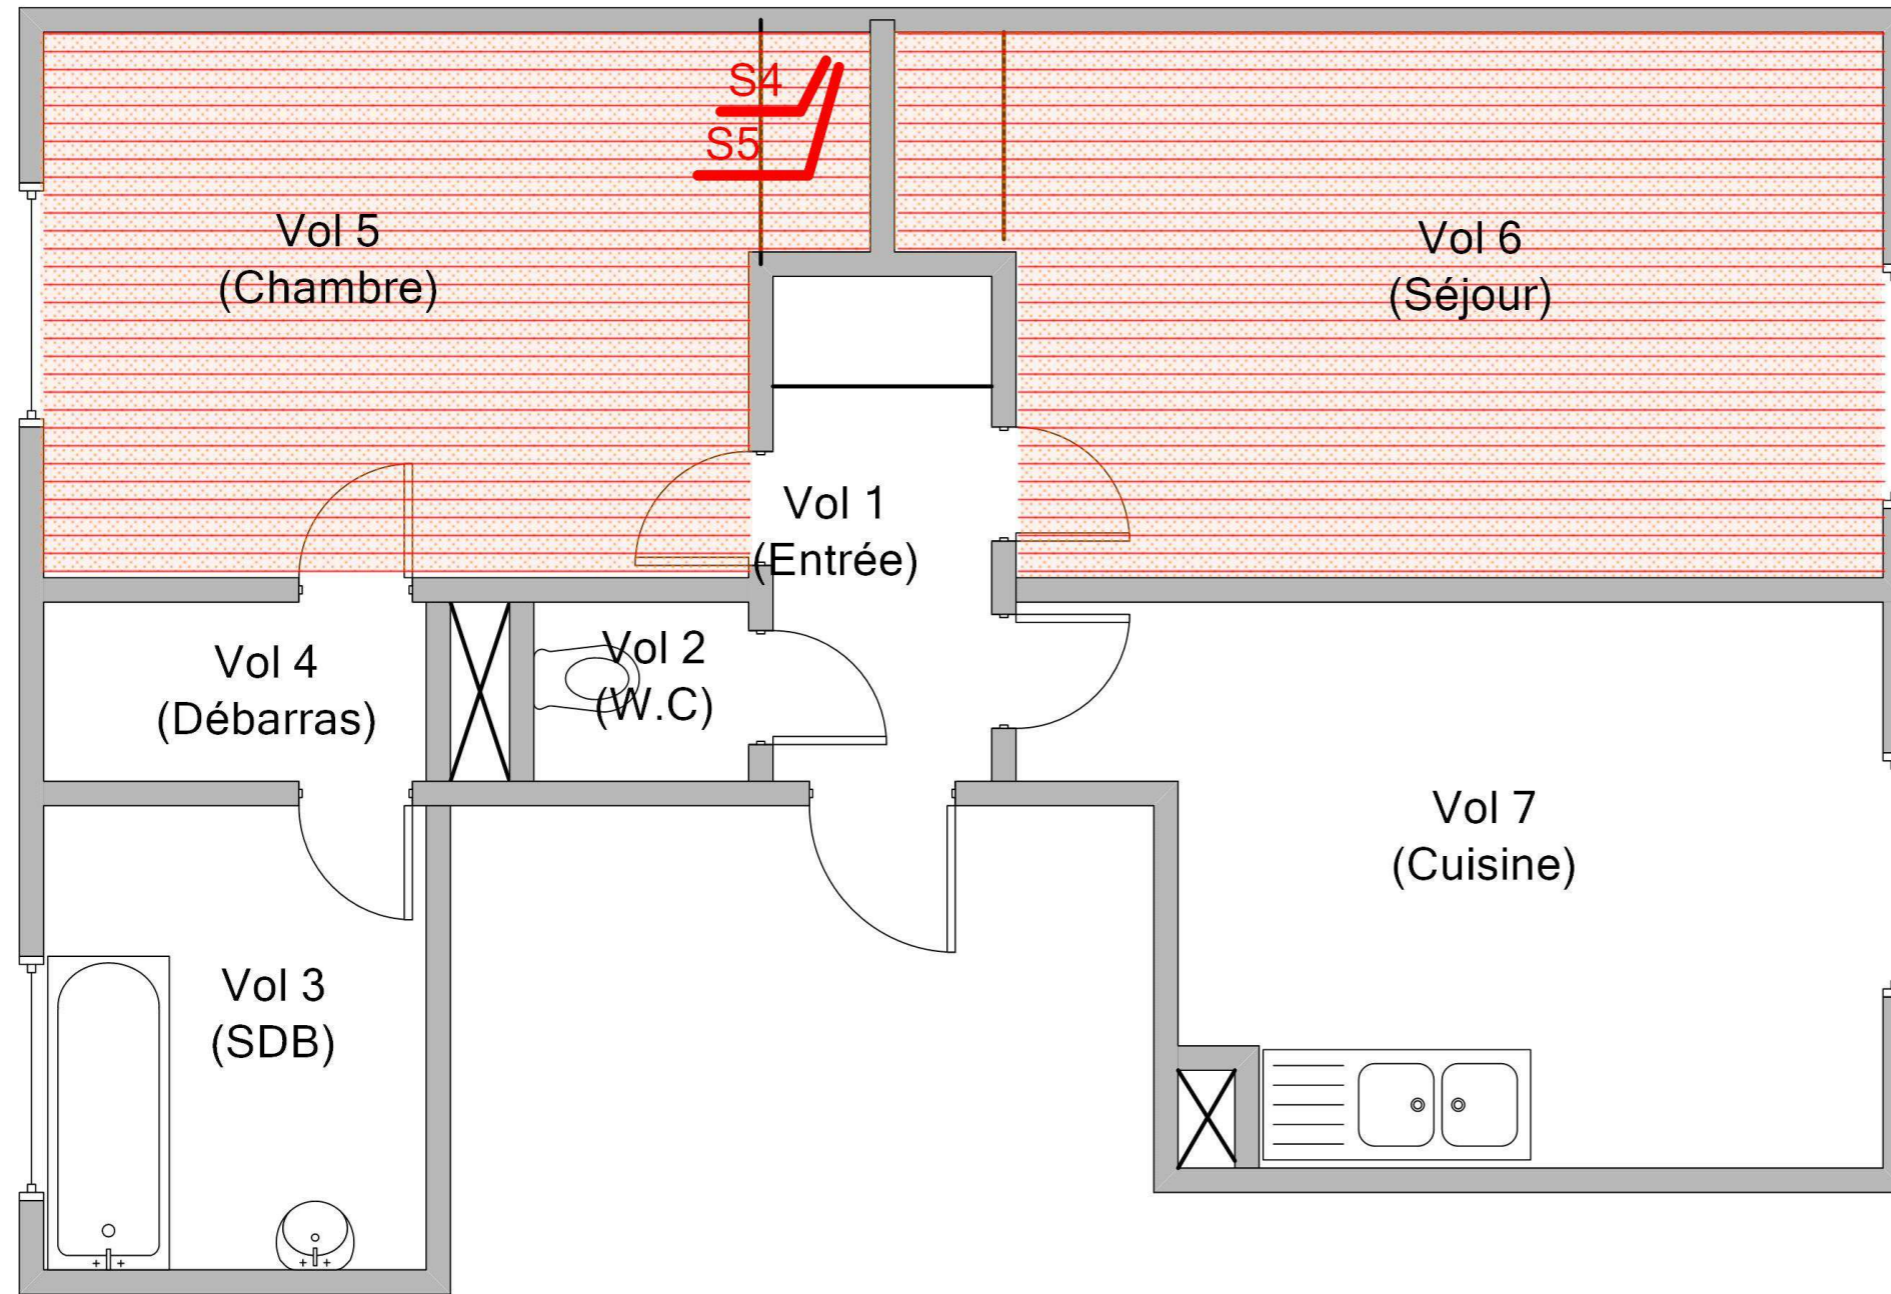 S4
S5
Vol 5
(Chambre)
Vol 6
(Séjour)
Vol 1
(Entrée)
Vol 4
(Débarras)
Vol 2
(W.C)
Vol 7
(Cuisine)
Vol 3
(SDB)